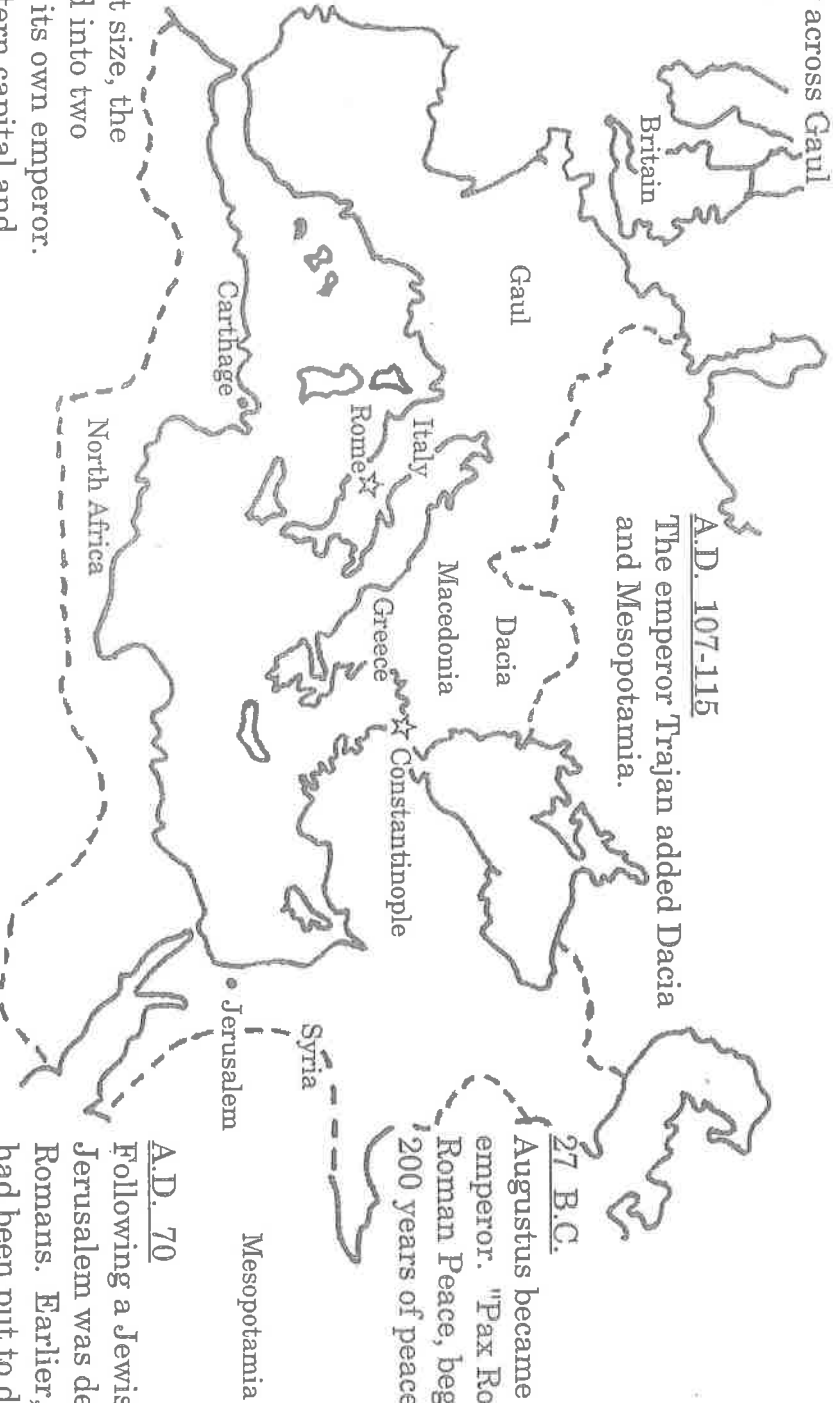 across Gaul
Britain
Gaul
A.D. 107-115
The emperor Trajan added Dacia
and Mesopotamia.
Dacia
Macedonia
Italy
Rome
Greece
Constantinople
Carthage
North Africa
Syria
Jerusalem
Mesopotamia
27 B.C.
Augustus became
emperor. "Pax Ro
Roman Peace, beg
200 years of peace
A.D. 70
Following a Jewis
Jerusalem was de
Romans. Earlier,
had been put to d
t size, the
d into two
its own emperor.
tern capital and